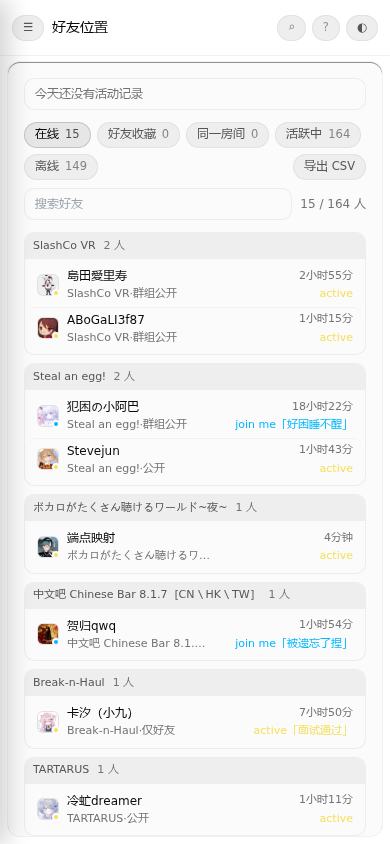 ☰ 好友位置 ⌕ ? ◐
今天还没有活动记录
在线 15 好友收藏 0 同一房间 0 活跃中 164
离线 149 导出 CSV
搜索好友 15 / 164 人
SlashCo VR 2 人
島田愛里寿 2小时55分
SlashCo VR·群组公开 active
ABoGaLI3f87 1小时15分
SlashCo VR·群组公开 active
Steal an egg! 2 人
犯困の小阿巴 18小时22分
Steal an egg!·群组公开 join me「好困睡不醒」
Stevejun 1小时43分
Steal an egg!·公开 active
ボカロがたくさん聴けるワールド~夜~ 1 人
端点映射 4分钟
ボカロがたくさん聴けるワ... active
中文吧 Chinese Bar 8.1.7 [CN \ HK \ TW] 1 人
贺归qwq 1小时54分
中文吧 Chinese Bar 8.1.... join me「被遗忘了捏」
Break-n-Haul 1 人
卡汐（小九） 7小时50分
Break-n-Haul·仅好友 active「面试通过」
TARTARUS 1 人
冷虻dreamer 1小时11分
TARTARUS·公开 active